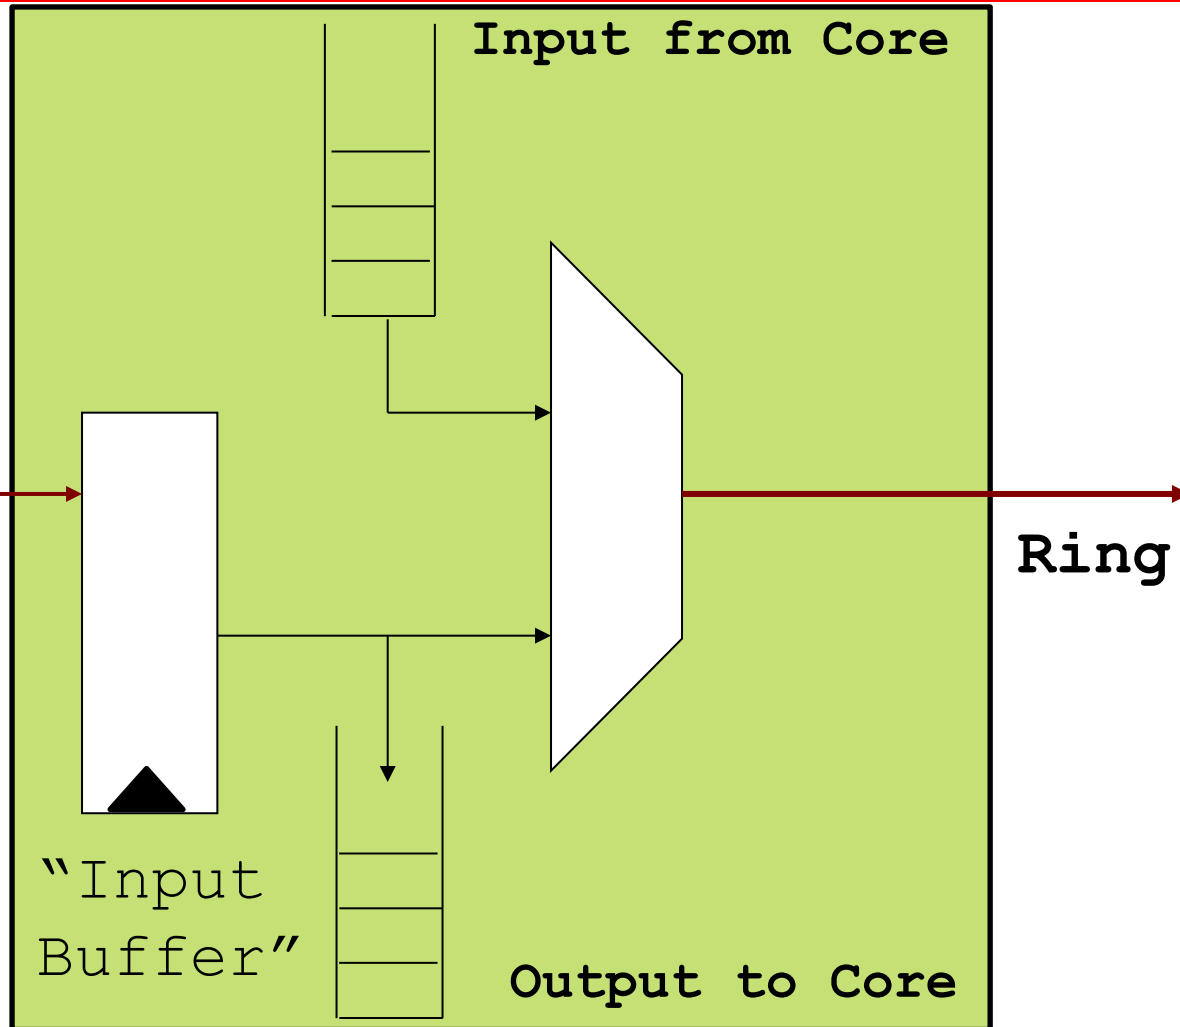 Input from Core
Ring
“Input
Buffer”
Output to Core